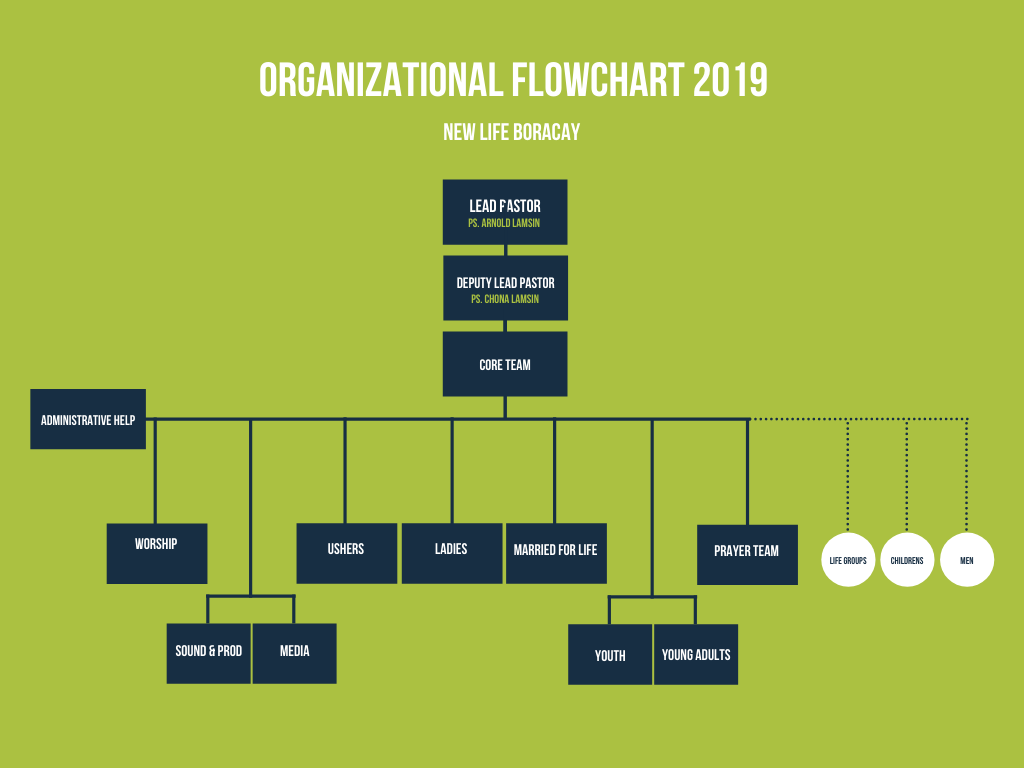 ORGANIZATIONAL FLOWCHART 2019
NEW LIFE BORACAY
LEAD PASTOR
PS. ARNOLD LAMSIN
DEPUTY LEAD PASTOR
PS. CHONA LAMSIN
CORE TEAM
ADMINISTRATIVE HELP
WORSHIP
USHERS
LADIES
MARRIED FOR LIFE
PRAYER TEAM
LIFE GROUPS
CHILDRENS
MEN
SOUND & PROD
MEDIA
YOUTH
YOUNG ADULTS